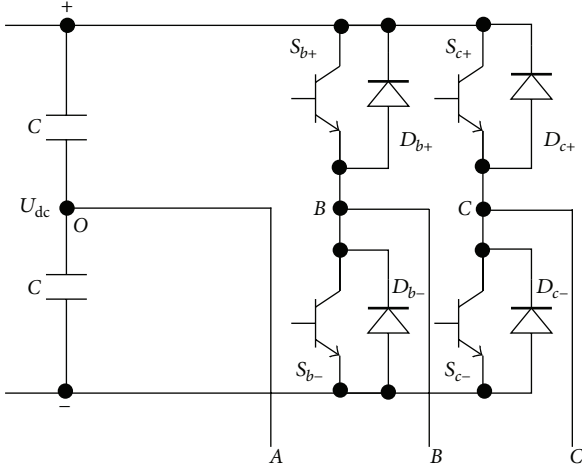 +
S_{b+}
S_{c+}
C
D_{b+}
D_{c+}
U_{dc}
O
B
C
C
D_{b−}
D_{c−}
S_{b−}
S_{c−}
−
A
B
C